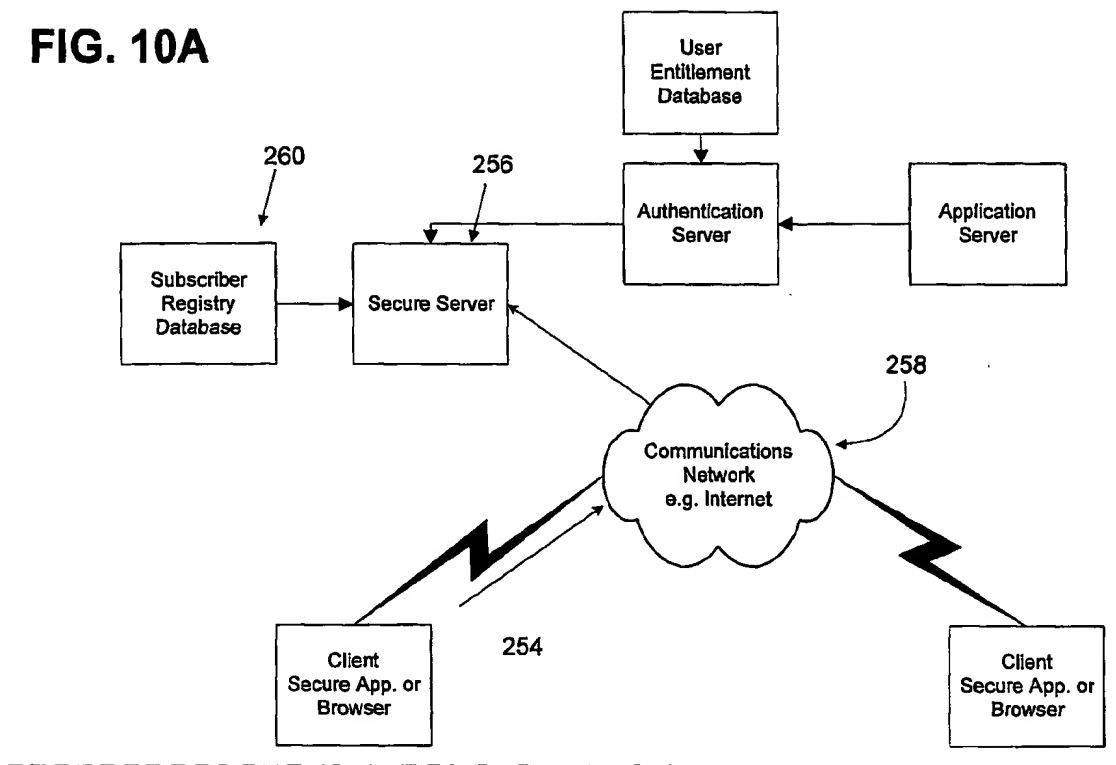 FIG. 10A
User
Entitlement
Database
260
256
Authentication
Server
Application
Server
Subscriber
Registry
Database
Secure Server
258
Communications
Network
e.g. Internet
254
Client
Secure App. or
Browser
Client
Secure App. or
Browser